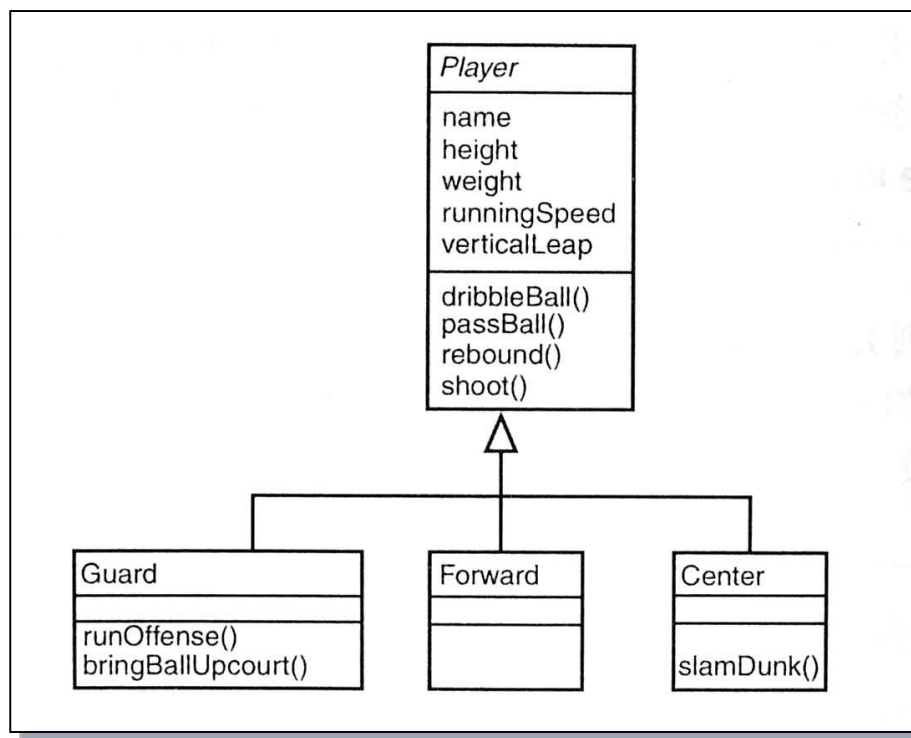 Player
name
height
weight
runningSpeed
verticalLeap
dribbleBall()
passBall()
rebound()
shoot()
Guard
runOffense()
bringBallUpcourt()
Forward
Center
slamDunk()